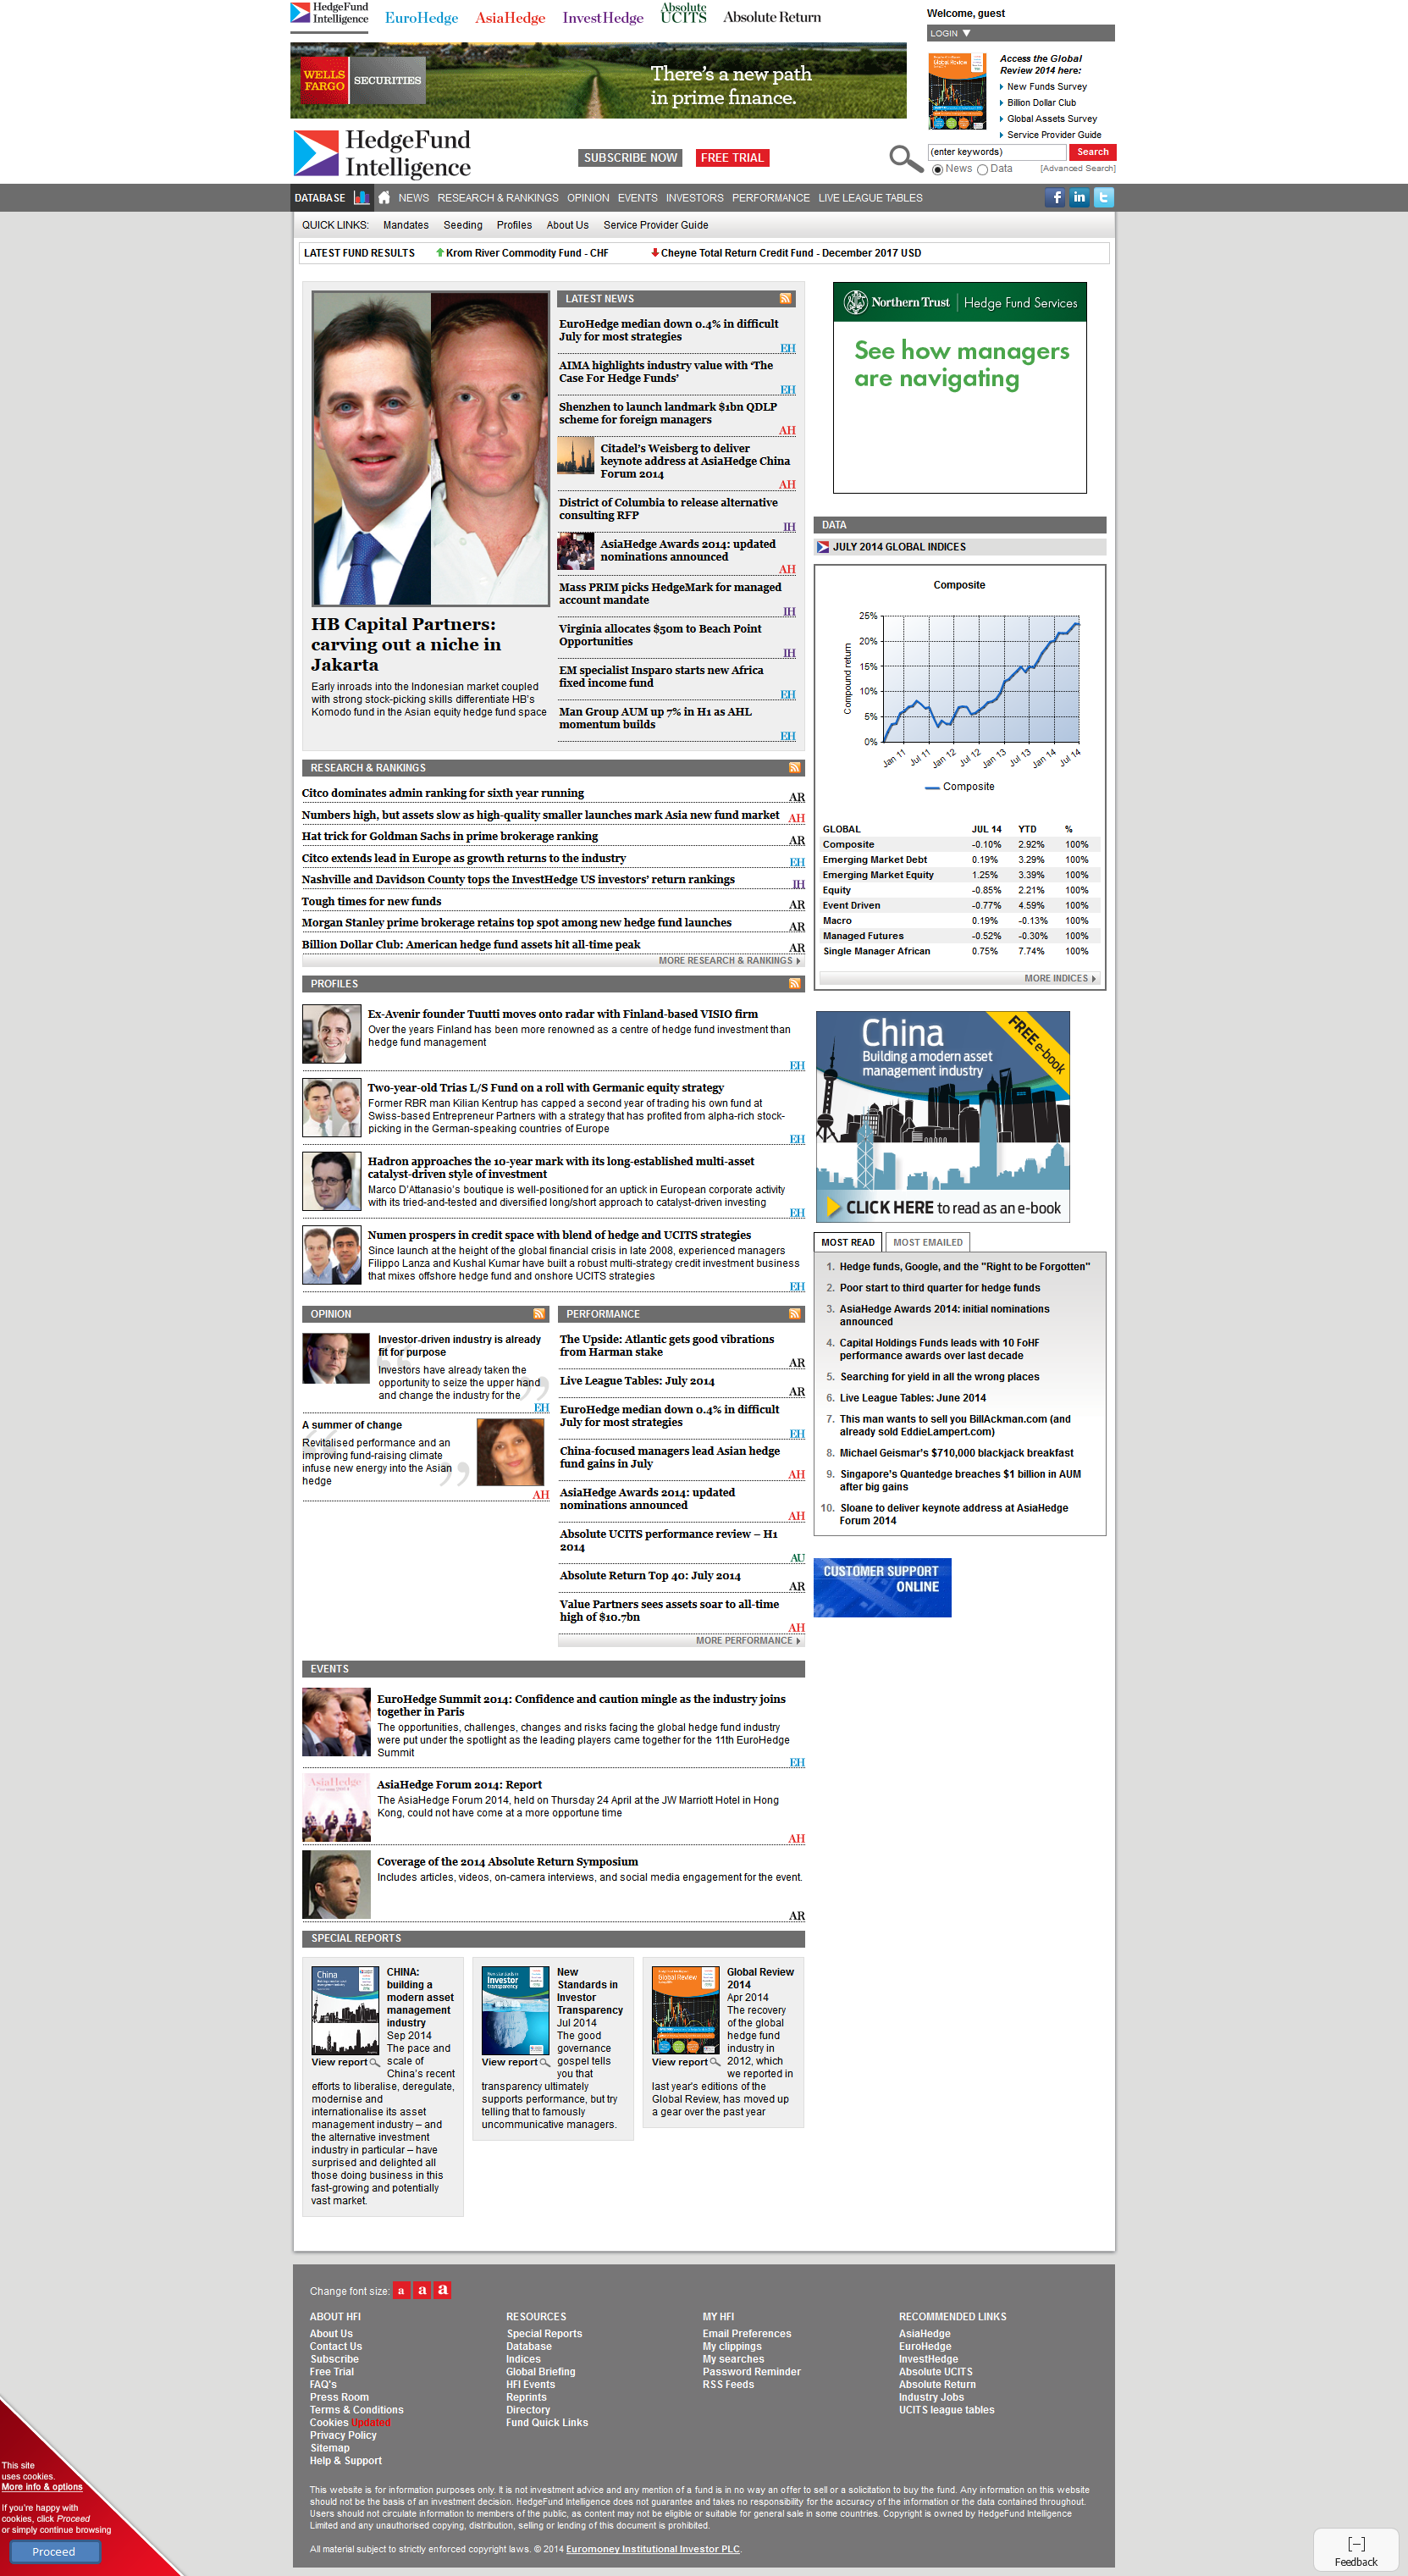 HedgeFund
Intelligence
EuroHedge
AsiaHedge
InvestHedge
Absolute
UCITS
Absolute Return
Welcome, guest
LOGIN
WELLS
FARGO
SECURITIES
There's a new path
in prime finance.
Access the Global
Review 2014 here:
New Funds Survey
Billion Dollar Club
Global Assets Survey
Service Provider Guide
HedgeFund
Intelligence
SUBSCRIBE NOW
FREE TRIAL
(enter keywords)
Search
News Data
[Advanced Search]
DATABASE NEWS RESEARCH & RANKINGS OPINION EVENTS INVESTORS PERFORMANCE LIVE LEAGUE TABLES
QUICK LINKS: Mandates Seeding Profiles About Us Service Provider Guide
LATEST FUND RESULTS Krom River Commodity Fund - CHF Cheyne Total Return Credit Fund - December 2017 USD
HB Capital Partners:
carving out a niche in
Jakarta
Early inroads into the Indonesian market coupled
with strong stock-picking skills differentiate HB's
Komodo fund in the Asian equity hedge fund space
LATEST NEWS
EuroHedge median down 0.4% in difficult
July for most strategies
EH
AIMA highlights industry value with ‘The
Case For Hedge Funds’
EH
Shenzhen to launch landmark $1bn QDLP
scheme for foreign managers
AH
Citadel's Weisberg to deliver
keynote address at AsiaHedge China
Forum 2014
AH
District of Columbia to release alternative
consulting RFP
IH
AsiaHedge Awards 2014: updated
nominations announced
AH
Mass PRIM picks HedgeMark for managed
account mandate
IH
Virginia allocates $50m to Beach Point
Opportunities
IH
EM specialist Insparo starts new Africa
fixed income fund
EH
Man Group AUM up 7% in H1 as AHL
momentum builds
EH
Northern Trust Hedge Fund Services
See how managers
are navigating
DATA
JULY 2014 GLOBAL INDICES
Composite
Compound return
25%
20%
15%
10%
5%
0%
Jan 11 Jul 11 Jan 12 Jul 12 Jan 13 Jul 13 Jan 14 Jul 14
Composite
GLOBAL JUL 14 YTD %
Composite -0.10% 2.92% 100%
Emerging Market Debt 0.19% 3.29% 100%
Emerging Market Equity 1.25% 3.39% 100%
Equity -0.85% 2.21% 100%
Event Driven -0.77% 4.59% 100%
Macro 0.19% -0.13% 100%
Managed Futures -0.52% -0.30% 100%
Single Manager African 0.75% 7.74% 100%
MORE INDICES
RESEARCH & RANKINGS
Citco dominates admin ranking for sixth year running AR
Numbers high, but assets slow as high-quality smaller launches mark Asia new fund market AH
Hat trick for Goldman Sachs in prime brokerage ranking AR
Citco extends lead in Europe as growth returns to the industry EH
Nashville and Davidson County tops the InvestHedge US investors' return rankings IH
Tough times for new funds AR
Morgan Stanley prime brokerage retains top spot among new hedge fund launches AR
Billion Dollar Club: American hedge fund assets hit all-time peak AR
MORE RESEARCH & RANKINGS
PROFILES
Ex-Avenir founder Tuutti moves onto radar with Finland-based VISIO firm
Over the years Finland has been more renowned as a centre of hedge fund investment than
hedge fund management
EH
Two-year-old Trias L/S Fund on a roll with Germanic equity strategy
Former RBR man Kilian Kentrup has capped a second year of trading his own fund at
Swiss-based Entrepreneur Partners with a strategy that has profited from alpha-rich stock-
picking in the German-speaking countries of Europe
EH
Hadron approaches the 10-year mark with its long-established multi-asset
catalyst-driven style of investment
Marco D'Attanasio's boutique is well-positioned for an uptick in European corporate activity
with its tried-and-tested and diversified long/short approach to catalyst-driven investing
EH
Numen prospers in credit space with blend of hedge and UCITS strategies
Since launch at the height of the global financial crisis in late 2008, experienced managers
Filippo Lanza and Kushal Kumar have built a robust multi-strategy credit investment business
that mixes offshore hedge fund and onshore UCITS strategies
EH
China
Building a modern asset
management industry
FREE e-book
CLICK HERE to read as an e-book
MOST READ MOST EMAILED
1. Hedge funds, Google, and the "Right to be Forgotten"
2. Poor start to third quarter for hedge funds
3. AsiaHedge Awards 2014: initial nominations
announced
4. Capital Holdings Funds leads with 10 FoHF
performance awards over last decade
5. Searching for yield in all the wrong places
6. Live League Tables: June 2014
7. This man wants to sell you BillAckman.com (and
already sold EddieLampert.com)
8. Michael Geismar's $710,000 blackjack breakfast
9. Singapore's Quantedge breaches $1 billion in AUM
after big gains
10. Sloane to deliver keynote address at AsiaHedge
Forum 2014
CUSTOMER SUPPORT
ONLINE
OPINION
Investor-driven industry is already
fit for purpose
Investors have already taken the
opportunity to seize the upper hand
and change the industry for the
EH
A summer of change
Revitalised performance and an
improving fund-raising climate
infuse new energy into the Asian
hedge
AH
PERFORMANCE
The Upside: Atlantic gets good vibrations
from Harman stake
AR
Live League Tables: July 2014
AR
EuroHedge median down 0.4% in difficult
July for most strategies
EH
China-focused managers lead Asian hedge
fund gains in July
AH
AsiaHedge Awards 2014: updated
nominations announced
AH
Absolute UCITS performance review – H1
2014
AU
Absolute Return Top 40: July 2014
AR
Value Partners sees assets soar to all-time
high of $10.7bn
AH
MORE PERFORMANCE
EVENTS
EuroHedge Summit 2014: Confidence and caution mingle as the industry joins
together in Paris
The opportunities, challenges, changes and risks facing the global hedge fund industry
were put under the spotlight as the leading players came together for the 11th EuroHedge
Summit
EH
AsiaHedge Forum 2014: Report
The AsiaHedge Forum 2014, held on Thursday 24 April at the JW Marriott Hotel in Hong
Kong, could not have come at a more opportune time
AH
Coverage of the 2014 Absolute Return Symposium
Includes articles, videos, on-camera interviews, and social media engagement for the event.
AR
SPECIAL REPORTS
CHINA:
building a
modern asset
management
industry
Sep 2014
The pace and
View report scale of
China's recent
efforts to liberalise, deregulate,
modernise and
internationalise its asset
management industry – and
the alternative investment
industry in particular – have
surprised and delighted all
those doing business in this
fast-growing and potentially
vast market.
New
Standards in
Investor
Transparency
Jul 2014
The good
governance
View report gospel tells
you that
transparency ultimately
supports performance, but try
telling that to famously
uncommunicative managers.
Global Review
2014
Apr 2014
The recovery
of the global
hedge fund
industry in
View report 2012, which
we reported in
last year's editions of the
Global Review, has moved up
a gear over the past year
Change font size: a a a
ABOUT HFI
About Us
Contact Us
Subscribe
Free Trial
FAQ's
Press Room
Terms & Conditions
Cookies Updated
Privacy Policy
Sitemap
Help & Support
RESOURCES
Special Reports
Database
Indices
Global Briefing
HFI Events
Reprints
Directory
Fund Quick Links
MY HFI
Email Preferences
My clippings
My searches
Password Reminder
RSS Feeds
RECOMMENDED LINKS
AsiaHedge
EuroHedge
InvestHedge
Absolute UCITS
Absolute Return
Industry Jobs
UCITS league tables
This website is for information purposes only. It is not investment advice and any mention of a fund is in no way an offer to sell or a solicitation to buy the fund. Any information on this website
should not be the basis of an investment decision. HedgeFund Intelligence does not guarantee and takes no responsibility for the accuracy of the information or the data contained throughout.
Users should not circulate information to members of the public, as content may not be eligible or suitable for general sale in some countries. Copyright is owned by HedgeFund Intelligence
Limited and any unauthorised copying, distribution, selling or lending of this document is prohibited.
All material subject to strictly enforced copyright laws. © 2014 Euromoney Institutional Investor PLC.
This site
uses cookies.
More info & options
If you're happy with
cookies, click Proceed
or simply continue browsing
Proceed
[–]
Feedback